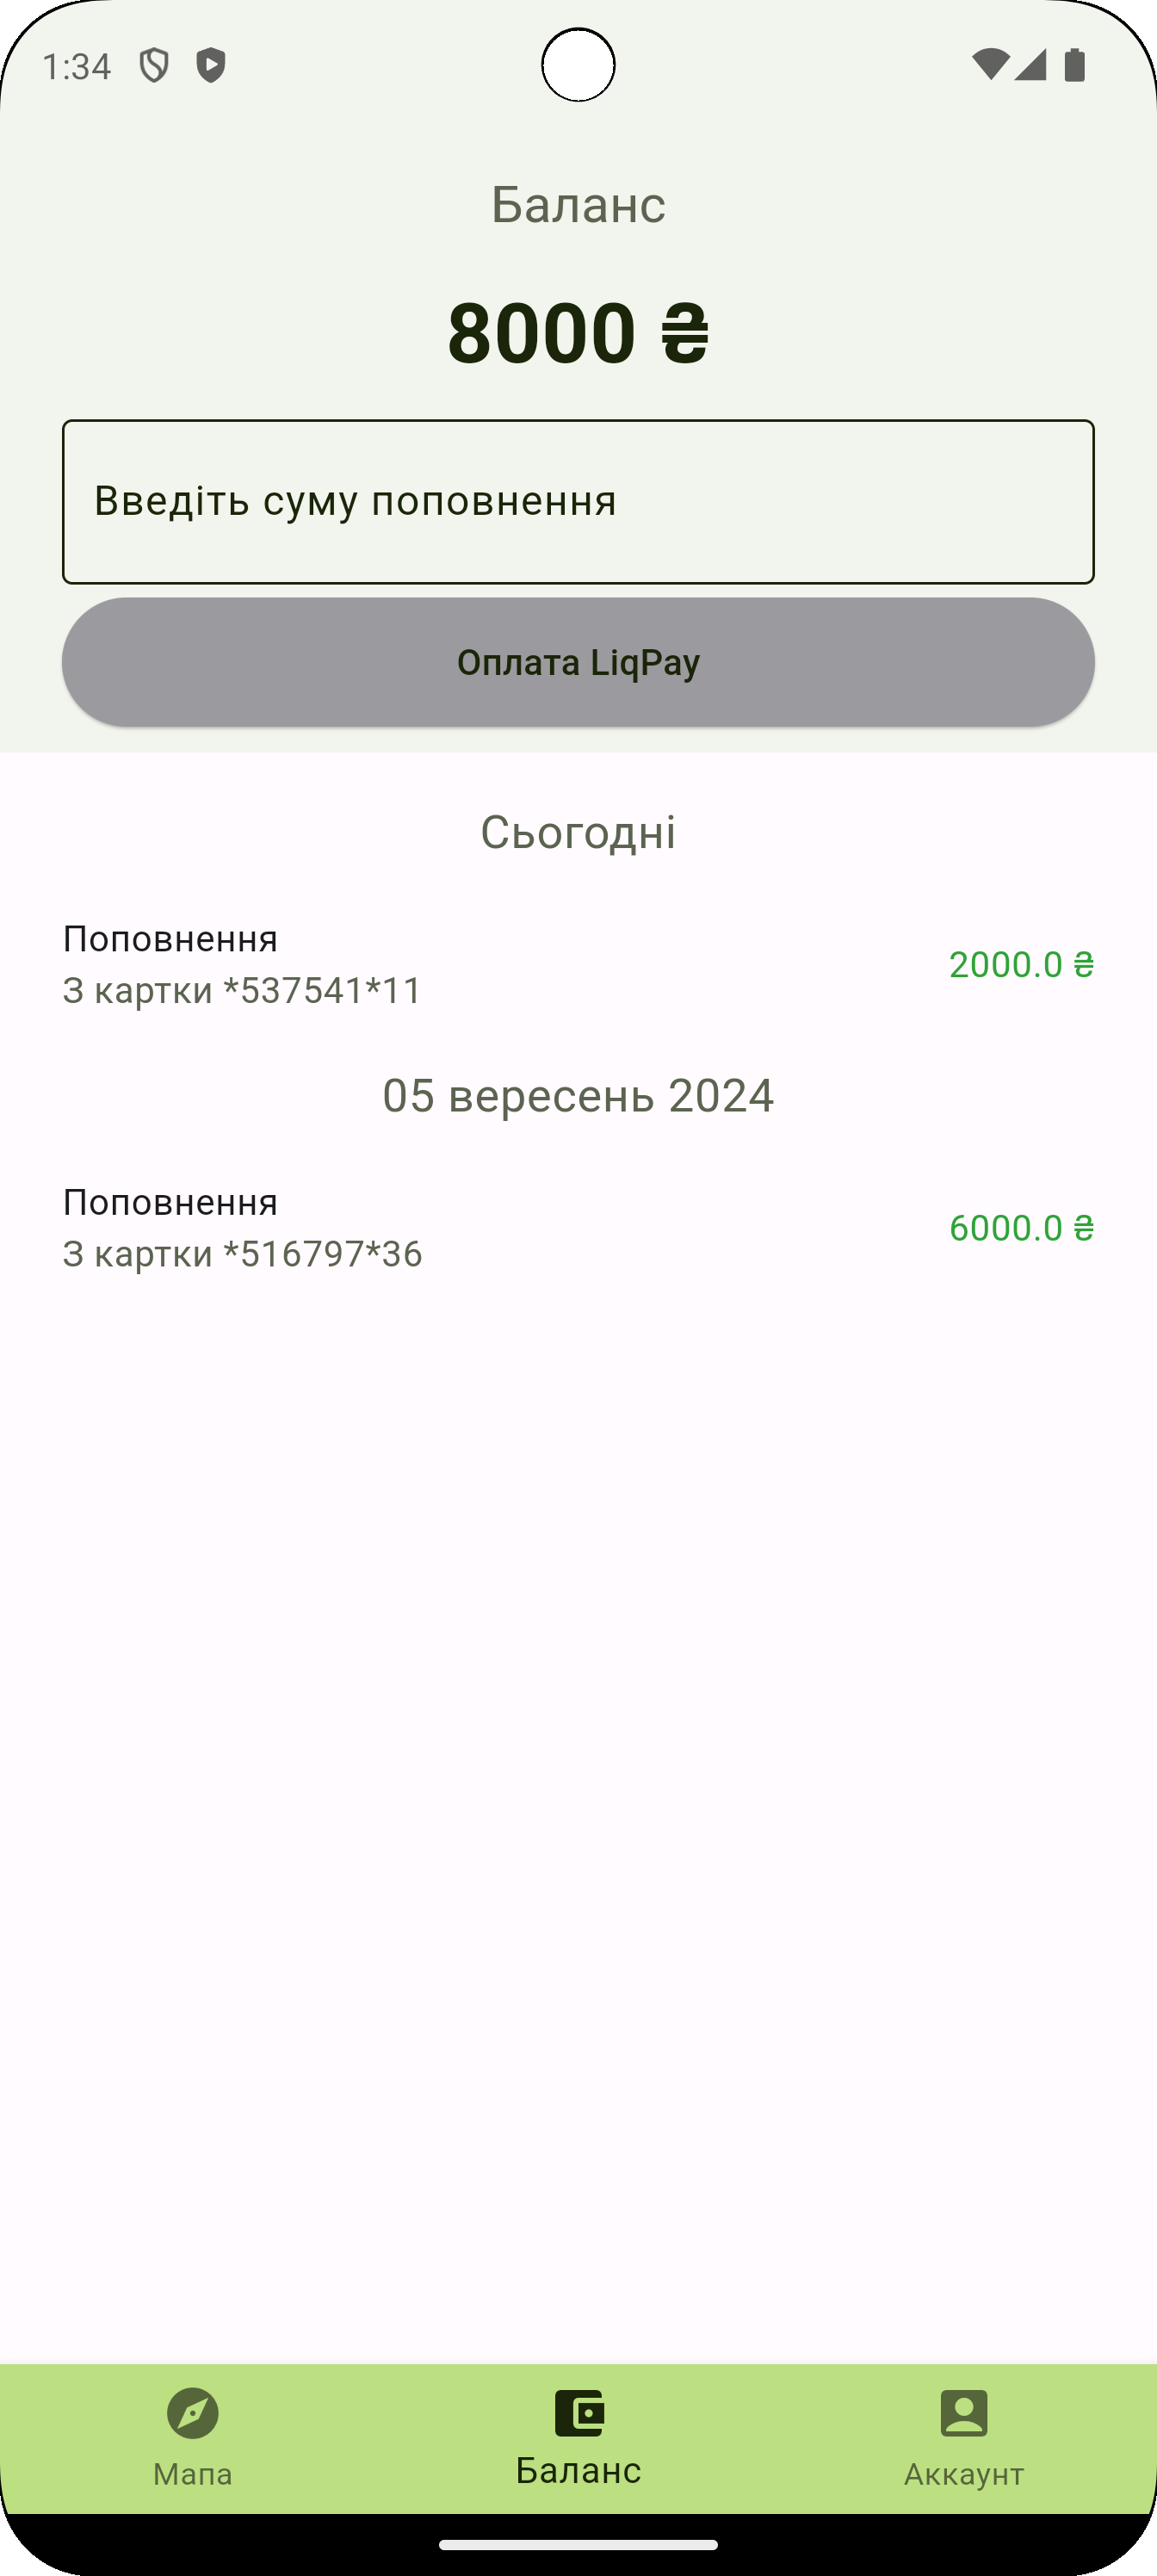 1:34
Баланс
8000 ₴
Введіть суму поповнення
Оплата LiqPay
Сьогодні
Поповнення
З картки *537541*11
2000.0 ₴
05 вересень 2024
Поповнення
З картки *516797*36
6000.0 ₴
Мапа
Баланс
Аккаунт